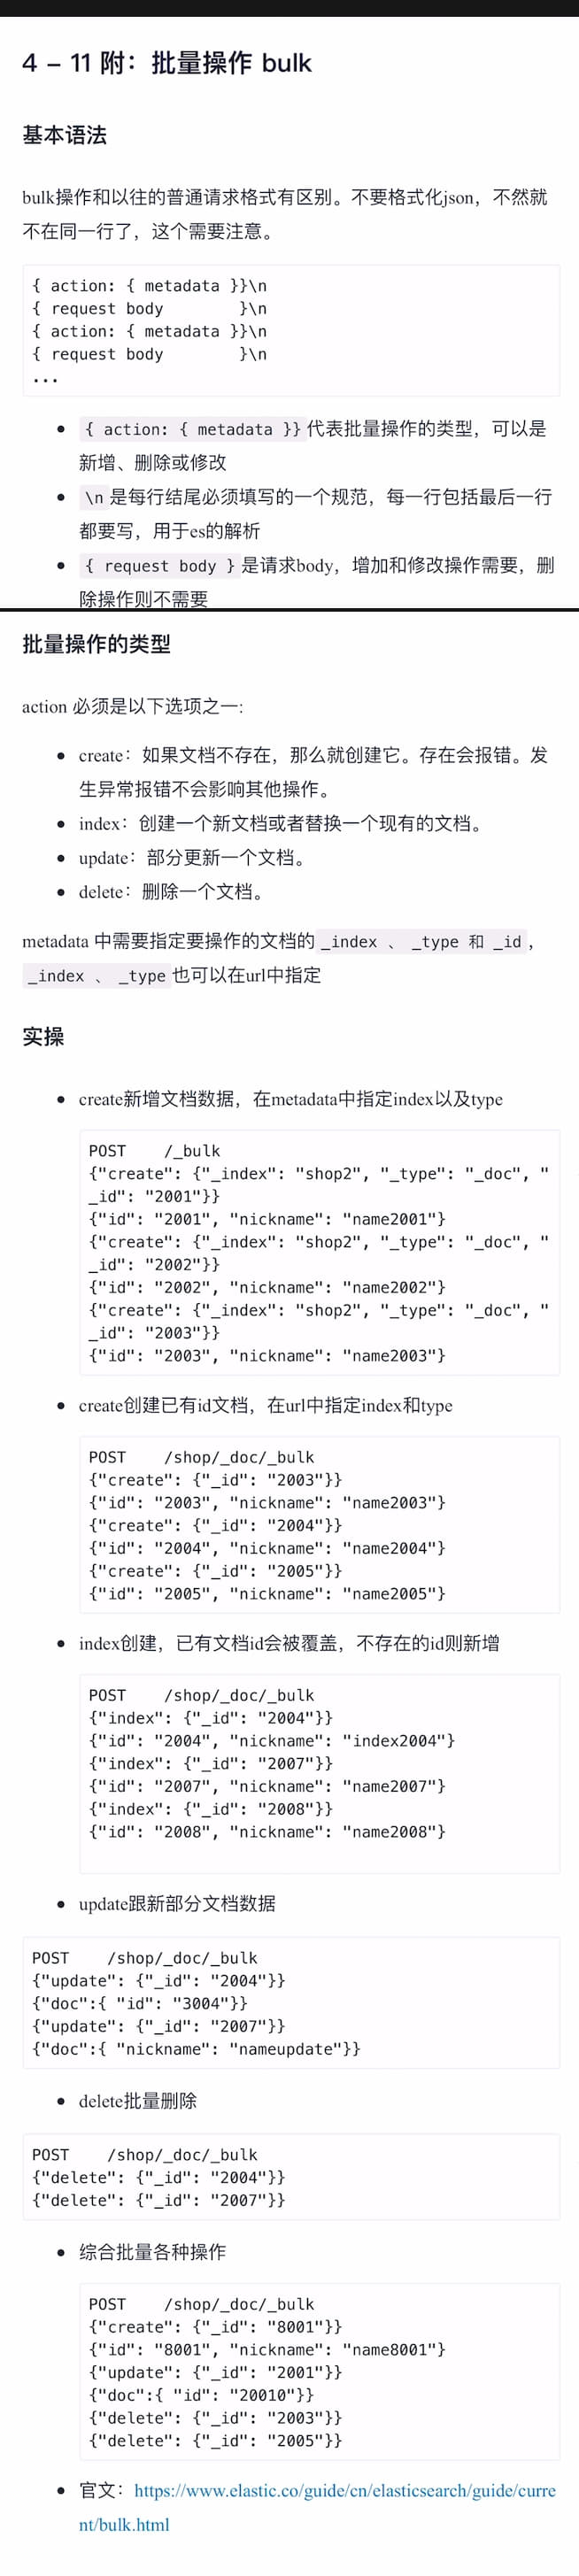 4 – 11 附：批量操作 bulk
基本语法
bulk操作和以往的普通请求格式有区别。不要格式化json，不然就
不在同一行了，这个需要注意。
{ action: { metadata }}\n
{ request body        }\n
{ action: { metadata }}\n
{ request body        }\n
...
• { action: { metadata }} 代表批量操作的类型，可以是
新增、删除或修改
• \n 是每行结尾必须填写的一个规范，每一行包括最后一行
都要写，用于es的解析
• { request body } 是请求body，增加和修改操作需要，删
除操作则不需要
批量操作的类型
action 必须是以下选项之一:
• create：如果文档不存在，那么就创建它。存在会报错。发
生异常报错不会影响其他操作。
• index：创建一个新文档或者替换一个现有的文档。
• update：部分更新一个文档。
• delete：删除一个文档。
metadata 中需要指定要操作的文档的 _index 、 _type 和 _id ，
_index 、 _type 也可以在url中指定
实操
• create新增文档数据，在metadata中指定index以及type
POST    /_bulk
{"create": {"_index": "shop2", "_type": "_doc", "
_id": "2001"}}
{"id": "2001", "nickname": "name2001"}
{"create": {"_index": "shop2", "_type": "_doc", "
_id": "2002"}}
{"id": "2002", "nickname": "name2002"}
{"create": {"_index": "shop2", "_type": "_doc", "
_id": "2003"}}
{"id": "2003", "nickname": "name2003"}
• create创建已有id文档，在url中指定index和type
POST    /shop/_doc/_bulk
{"create": {"_id": "2003"}}
{"id": "2003", "nickname": "name2003"}
{"create": {"_id": "2004"}}
{"id": "2004", "nickname": "name2004"}
{"create": {"_id": "2005"}}
{"id": "2005", "nickname": "name2005"}
• index创建，已有文档id会被覆盖，不存在的id则新增
POST    /shop/_doc/_bulk
{"index": {"_id": "2004"}}
{"id": "2004", "nickname": "index2004"}
{"index": {"_id": "2007"}}
{"id": "2007", "nickname": "name2007"}
{"index": {"_id": "2008"}}
{"id": "2008", "nickname": "name2008"}
• update跟新部分文档数据
POST    /shop/_doc/_bulk
{"update": {"_id": "2004"}}
{"doc":{ "id": "3004"}}
{"update": {"_id": "2007"}}
{"doc":{ "nickname": "nameupdate"}}
• delete批量删除
POST    /shop/_doc/_bulk
{"delete": {"_id": "2004"}}
{"delete": {"_id": "2007"}}
• 综合批量各种操作
POST    /shop/_doc/_bulk
{"create": {"_id": "8001"}}
{"id": "8001", "nickname": "name8001"}
{"update": {"_id": "2001"}}
{"doc":{ "id": "20010"}}
{"delete": {"_id": "2003"}}
{"delete": {"_id": "2005"}}
• 官文：https://www.elastic.co/guide/cn/elasticsearch/guide/curre
nt/bulk.html